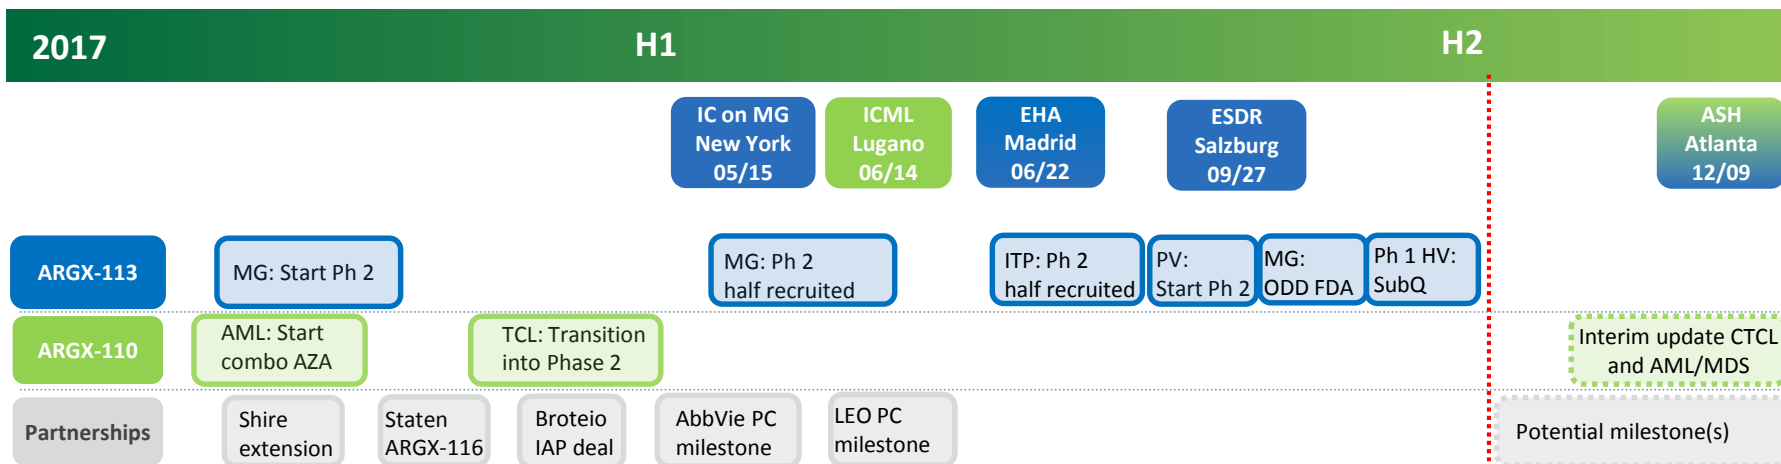 2017
H1
H2
IC on MG
New York
05/15
ICML
Lugano
06/14
EHA
Madrid
06/22
ESDR
Salzburg
09/27
ASH
Atlanta
12/09
ARGX-113
MG: Start Ph 2
MG: Ph 2
half recruited
ITP: Ph 2
half recruited
PV:
Start Ph 2
MG:
ODD FDA
Ph 1 HV:
SubQ
ARGX-110
AML: Start
combo AZA
TCL: Transition
into Phase 2
Interim update CTCL
and AML/MDS
Partnerships
Shire
extension
Staten
ARGX-116
Broteio
IAP deal
AbbVie PC
milestone
LEO PC
milestone
Potential milestone(s)